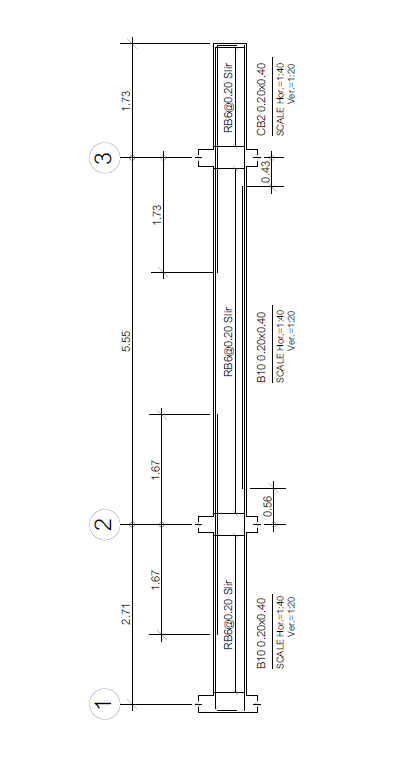 1
2
3
2.71
5.55
1.73
1.67
1.67
1.73
RB6@0.20 Slir
RB6@0.20 Slir
RB6@0.20 Slir
B10 0.20x0.40
SCALE Hor.=1:40
Ver.=1:20
0.56
B10 0.20x0.40
SCALE Hor.=1:40
Ver.=1:20
0.43
CB2 0.20x0.40
SCALE Hor.=1:40
Ver.=1:20